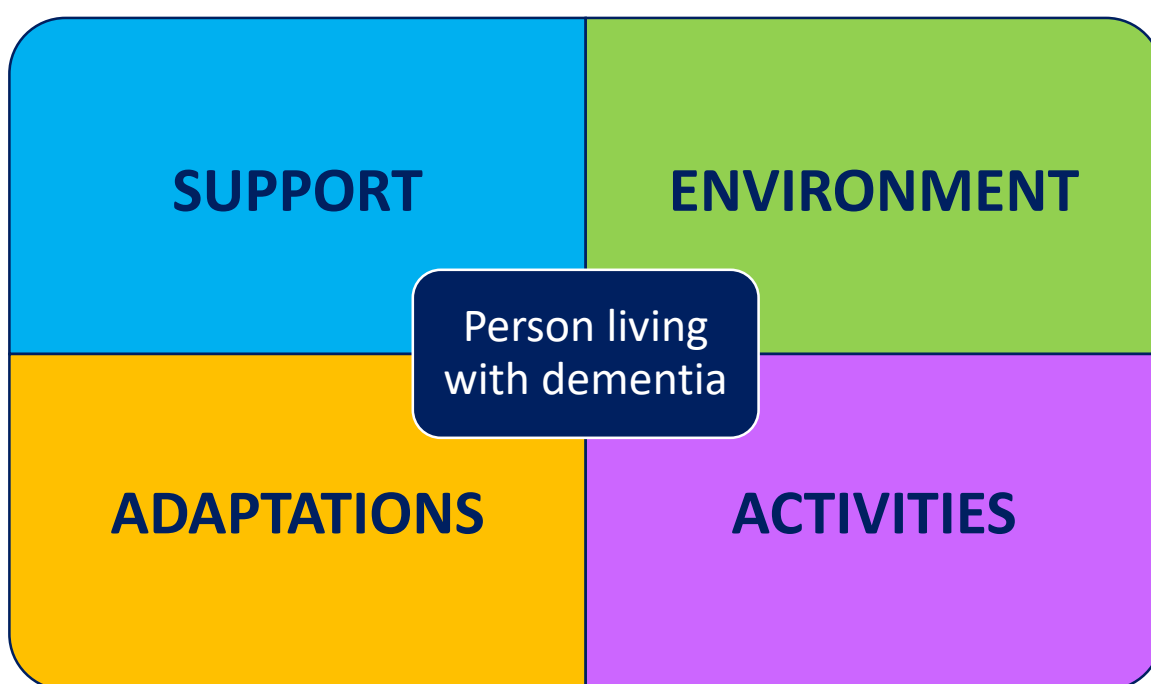 SUPPORT
ENVIRONMENT
Person living
with dementia
ADAPTATIONS
ACTIVITIES